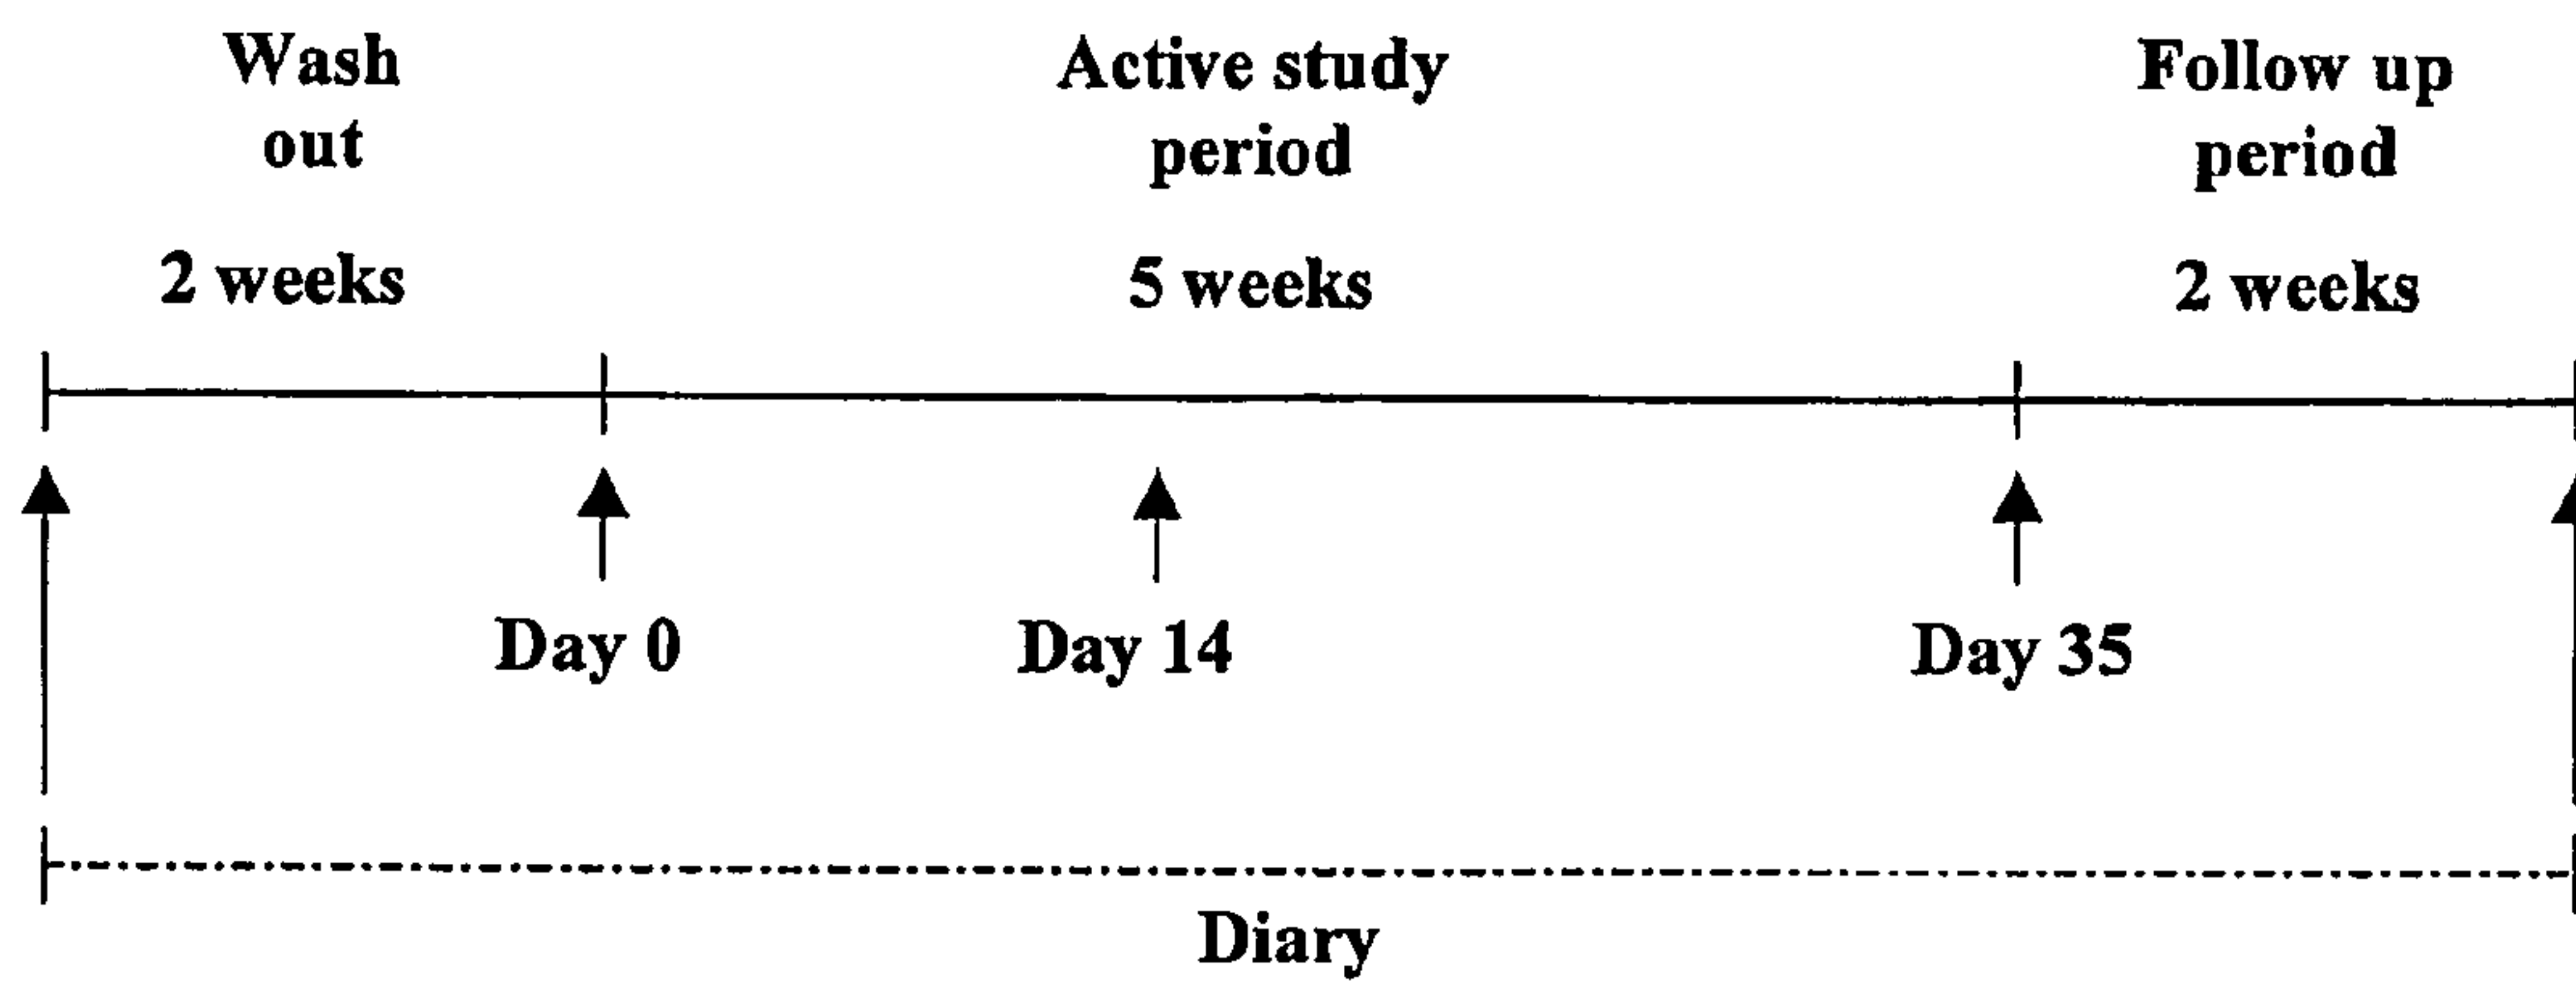 Wash
out
2 weeks
Active study
period
5 weeks
Follow up
period
2 weeks
Day 0
Day 14
Day 35
Diary